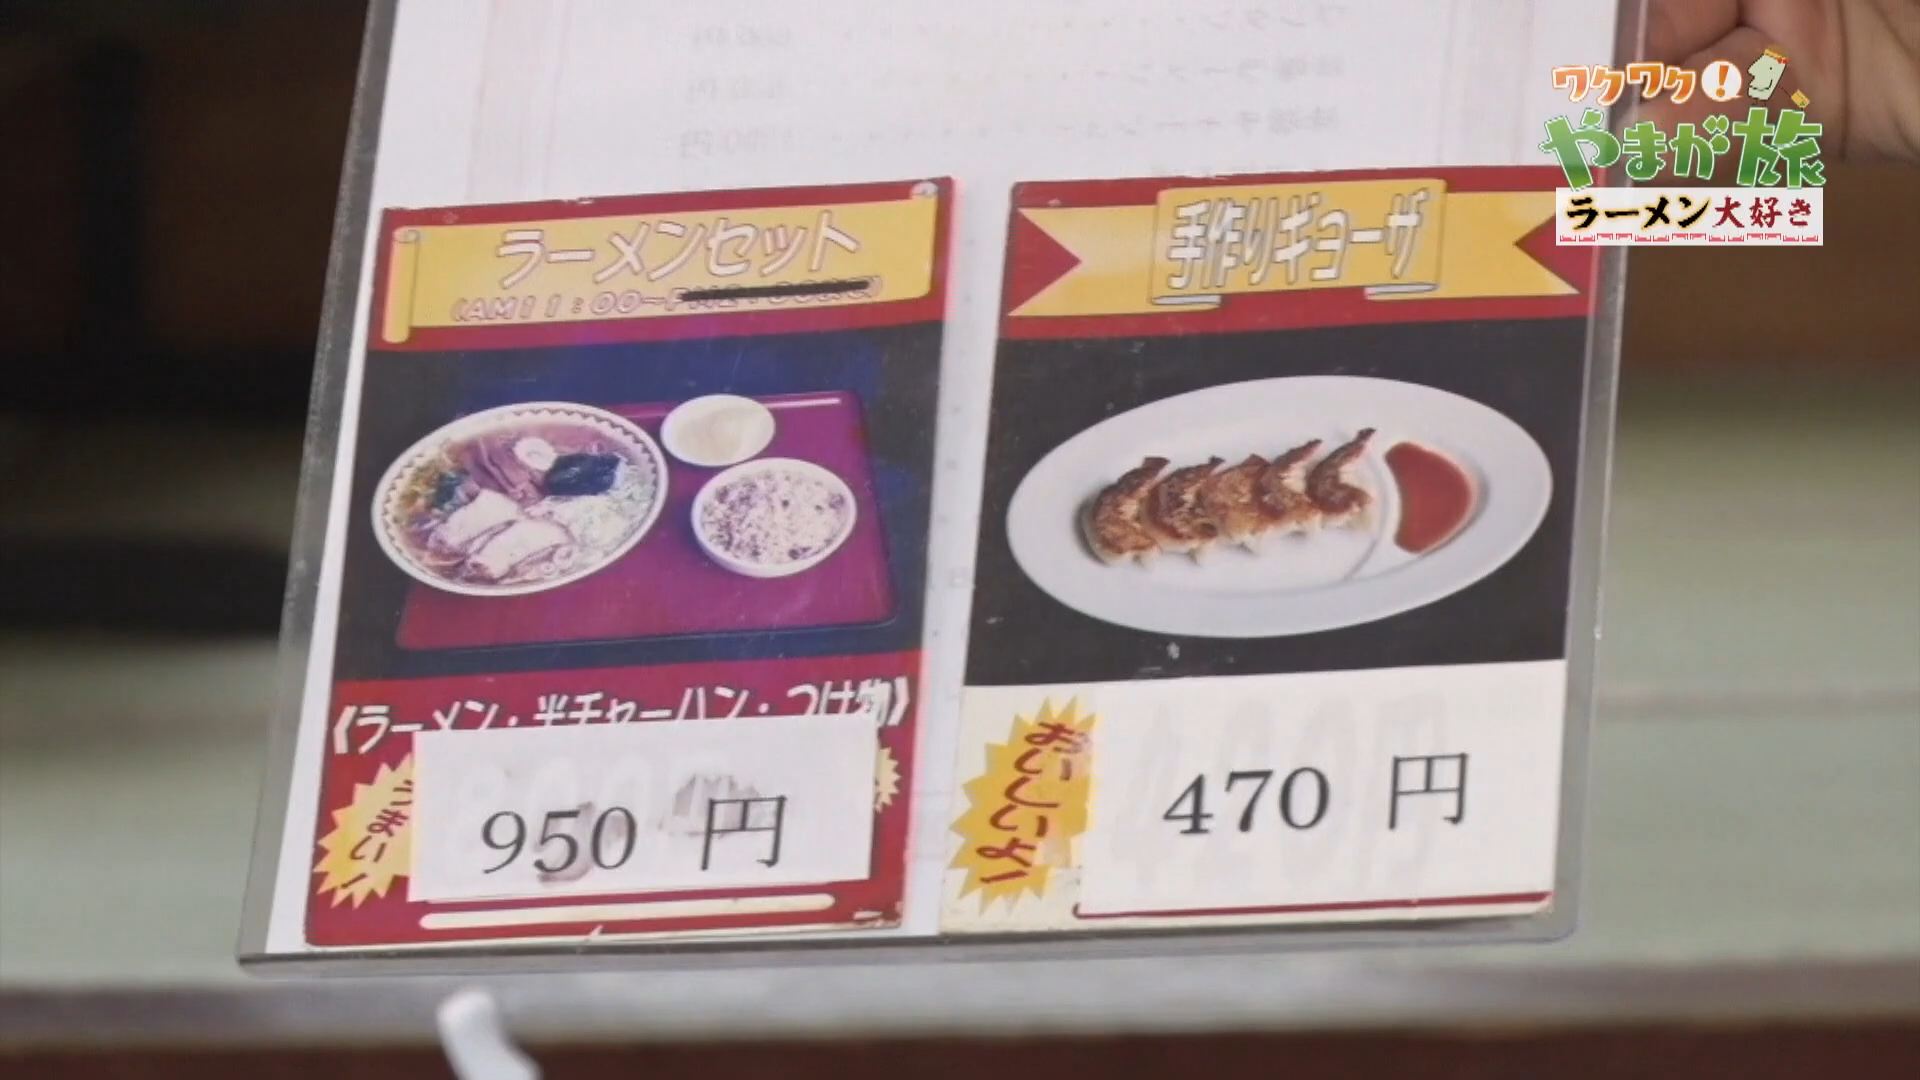 ワクワク!
やまが旅
ラーメン大好き
ラーメンセット
(AM11:00~
《ラーメン・半チャーハン・つけ物》
うまい!
950 円
手作りギョーザ
おいしいよ!
470 円